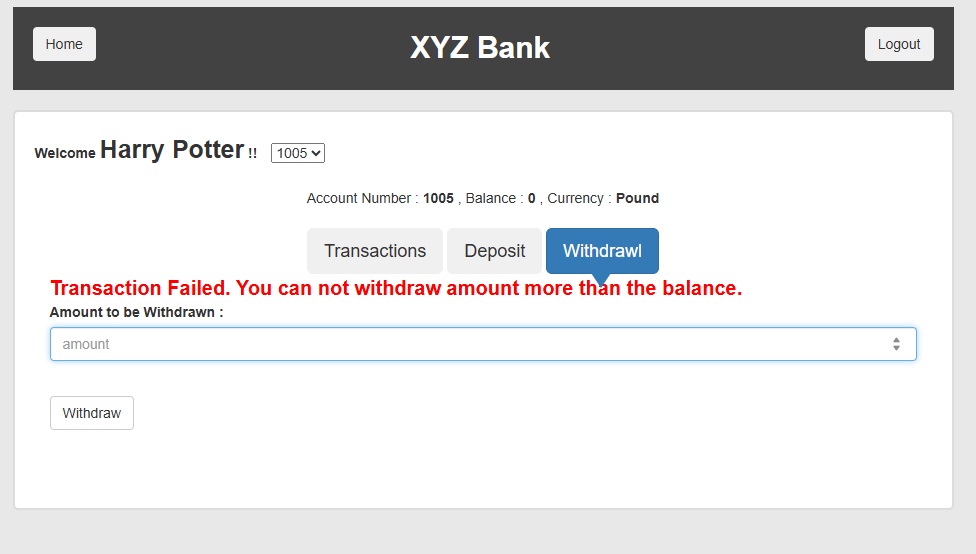 Home XYZ Bank Logout
Welcome Harry Potter !! 1005
Account Number : 1005 , Balance : 0 , Currency : Pound
Transactions Deposit Withdrawl
Transaction Failed. You can not withdraw amount more than the balance.
Amount to be Withdrawn :
amount
Withdraw